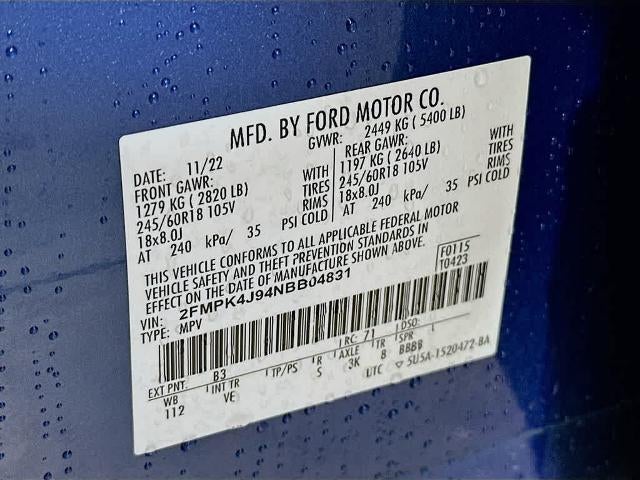 MFD. BY FORD MOTOR CO.
DATE: 11/22 GVWR: 2449 KG (5400 LB)
FRONT GAWR: REAR GAWR: WITH
1279 KG (2820 LB) WITH 1197 KG (2640 LB) TIRES
245/60R18 105V TIRES 245/60R18 105V RIMS
18x8.0J RIMS 18x8.0J
AT 240 kPa/ 35 PSI COLD AT 240 kPa/ 35 PSI COLD
THIS VEHICLE CONFORMS TO ALL APPLICABLE FEDERAL MOTOR
VEHICLE SAFETY AND THEFT PREVENTION STANDARDS IN
EFFECT ON THE DATE OF MANUFACTURE SHOWN ABOVE.
VIN: 2FMPK4J94NBB04831 F0115
TYPE: MPV T0423
EXT PNT: B3 RC: 71 DSO:
WB INT TR TP/PS R AXLE TR SPR
112 VE S 3K 8 BBBB
UTC ▽ 5U5A-1520472-BA